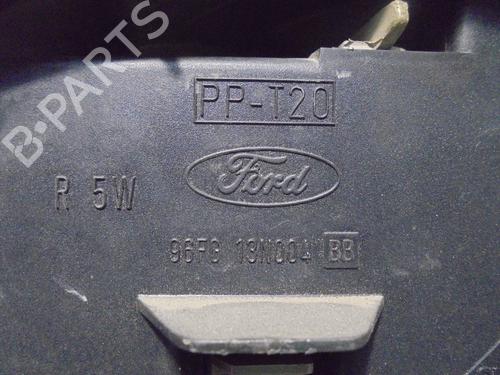 PP-T20
Ford
R 5W
96FG 13N004 BB
B-PARTS